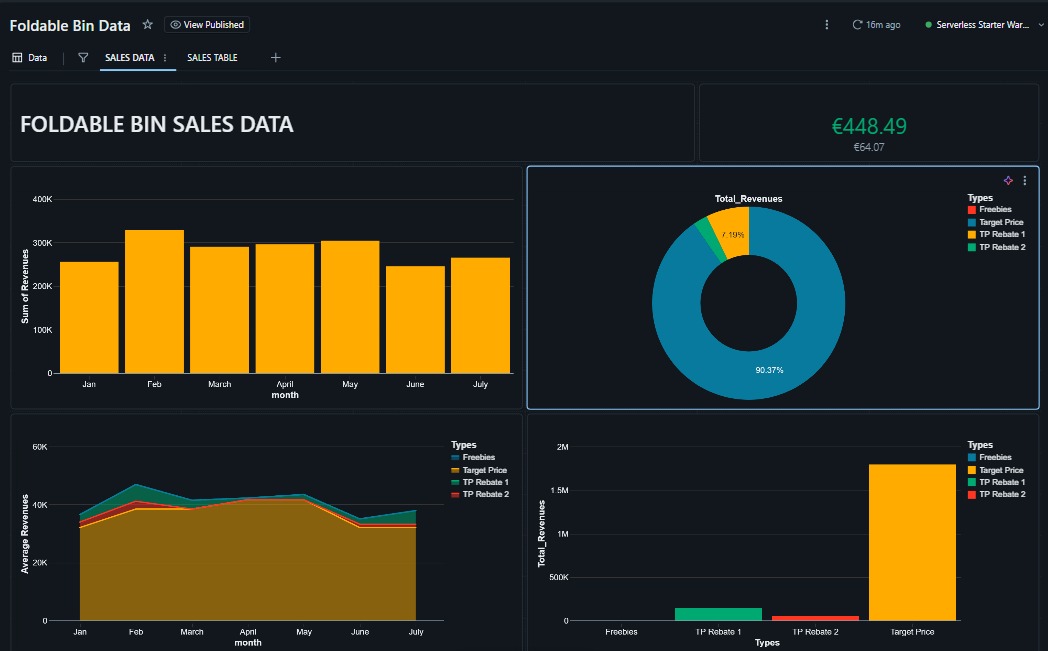 Foldable Bin Data
View Published
16m ago
Serverless Starter War...
Data
SALES DATA
SALES TABLE
FOLDABLE BIN SALES DATA
€448.49
€64.07
400K
300K
200K
100K
0
Sum of Revenues
Jan Feb March April May June July
month
Total_Revenues
7.19%
90.37%
Types
Freebies
Target Price
TP Rebate 1
TP Rebate 2
60K
40K
20K
0
Average Revenues
Jan Feb March April May June July
month
Types
Freebies
Target Price
TP Rebate 1
TP Rebate 2
2M
1.5M
1M
500K
0
Total_Revenues
Freebies TP Rebate 1 TP Rebate 2 Target Price
Types
Types
Freebies
Target Price
TP Rebate 1
TP Rebate 2